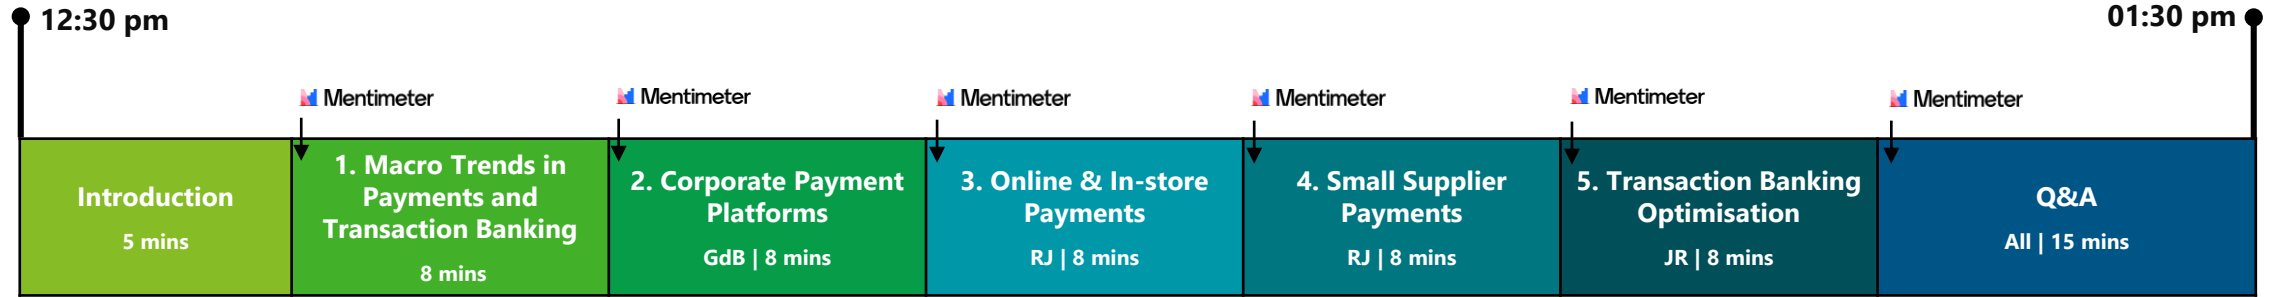 12:30 pm
01:30 pm
Mentimeter
Mentimeter
Mentimeter
Mentimeter
Mentimeter
Mentimeter
Introduction
5 mins
1. Macro Trends in
Payments and
Transaction Banking
8 mins
2. Corporate Payment
Platforms
GdB | 8 mins
3. Online & In-store
Payments
RJ | 8 mins
4. Small Supplier
Payments
RJ | 8 mins
5. Transaction Banking
Optimisation
JR | 8 mins
Q&A
All | 15 mins